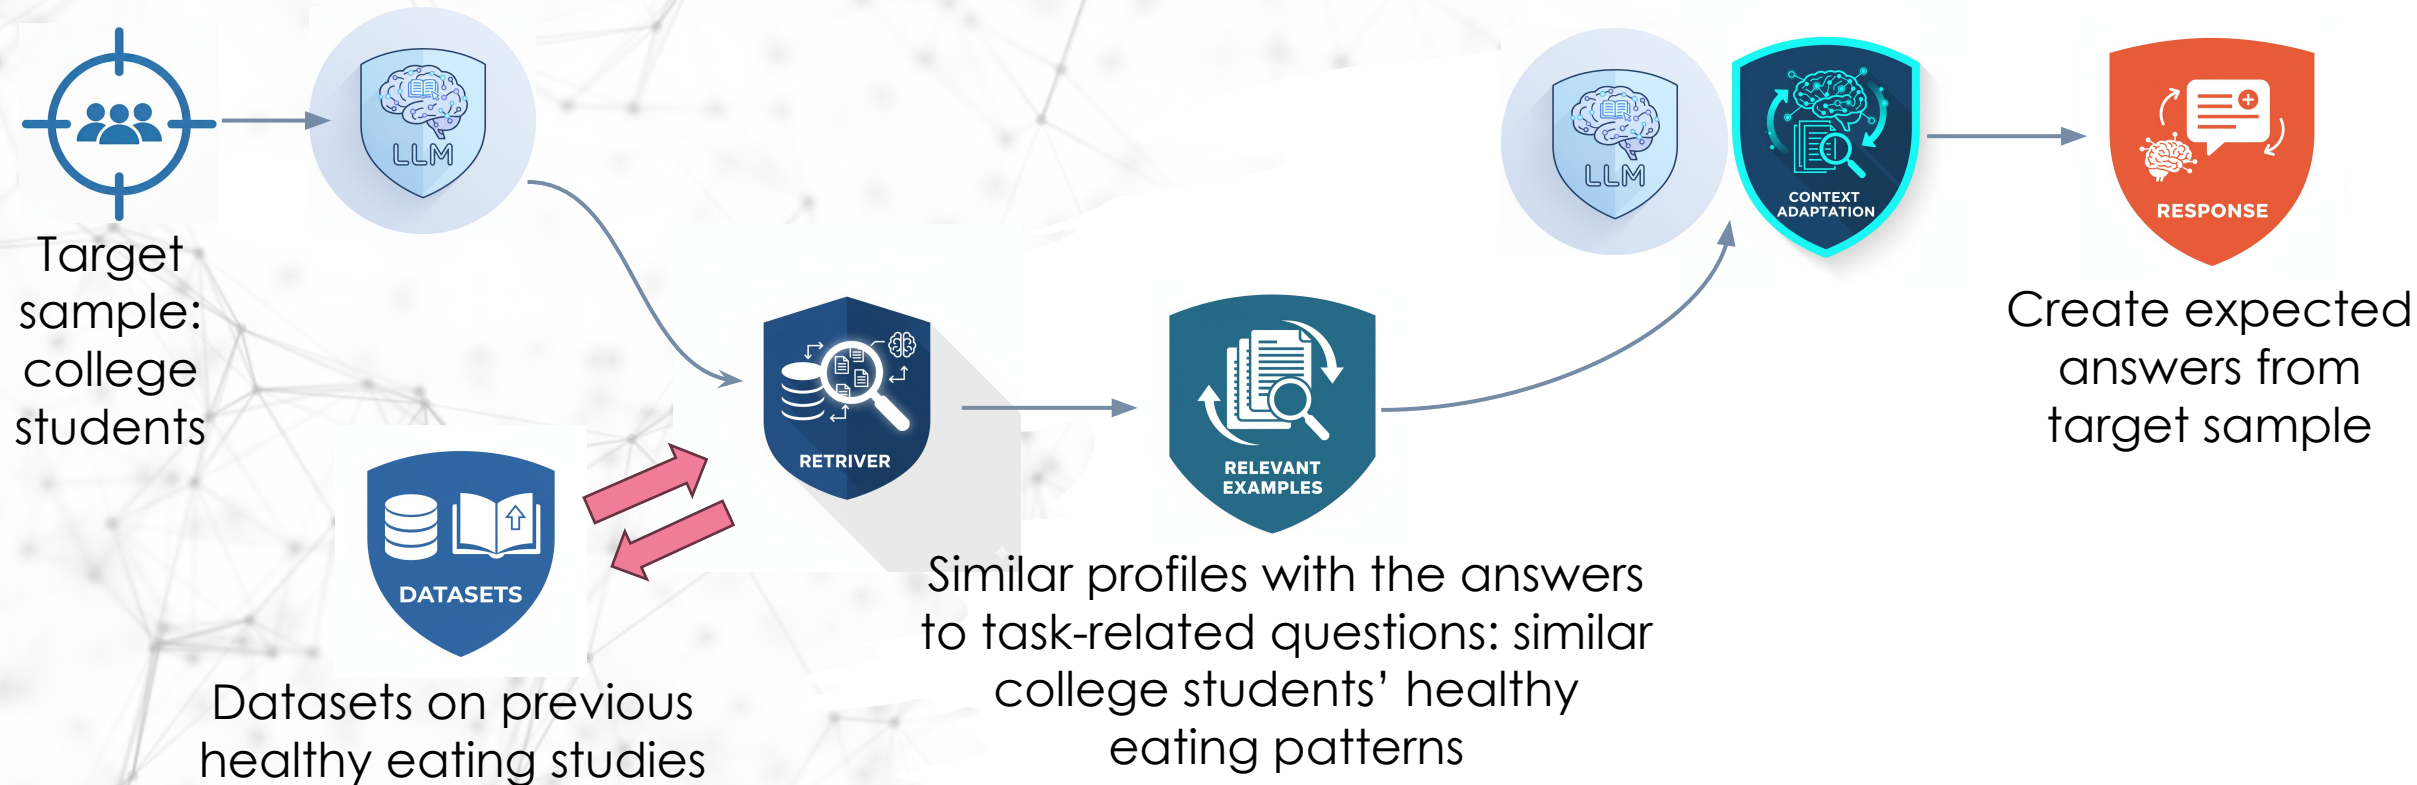 Target
sample:
college
students
LLM
DATASETS
Datasets on previous
healthy eating studies
RETRIVER
RELEVANT
EXAMPLES
Similar profiles with the answers
to task-related questions: similar
college students’ healthy
eating patterns
LLM
CONTEXT
ADAPTATION
RESPONSE
Create expected
answers from
target sample